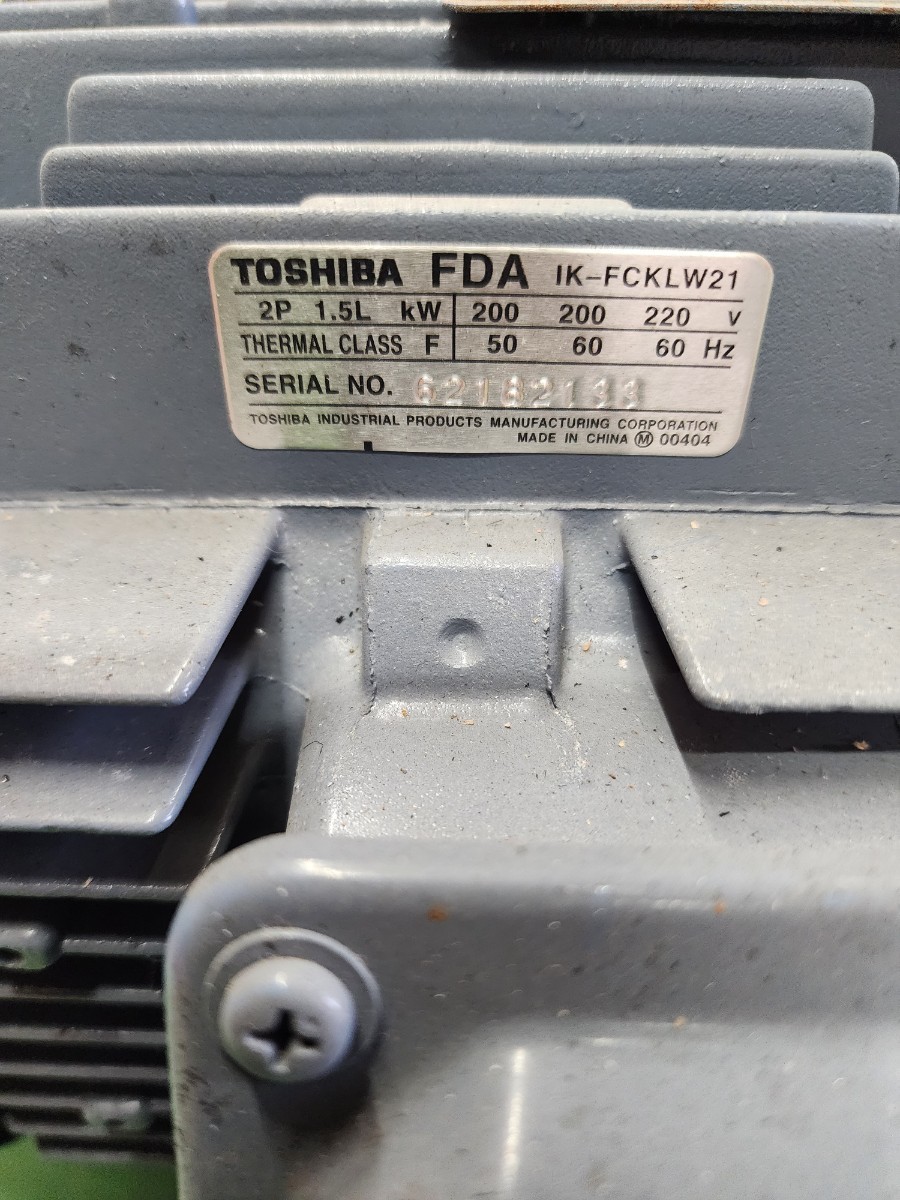 TOSHIBA FDA IK-FCKLW21
2P 1.5L kW 200 200 220 V
THERMAL CLASS F 50 60 60 Hz
SERIAL NO. 62182133
TOSHIBA INDUSTRIAL PRODUCTS MANUFACTURING CORPORATION
MADE IN CHINA Ⓜ 00404